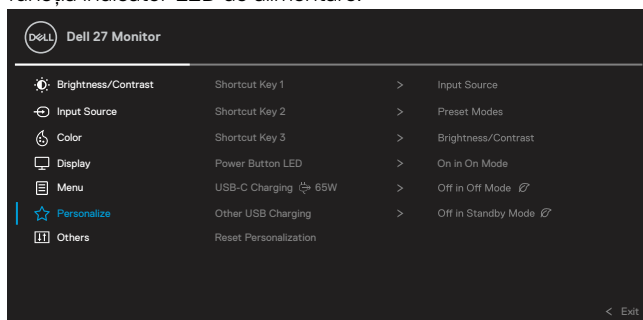 funcția indicator LED de alimentare.
DELL Dell 27 Monitor
Brightness/Contrast Shortcut Key 1 > Input Source
Input Source Shortcut Key 2 > Preset Modes
Color Shortcut Key 3 > Brightness/Contrast
Display Power Button LED > On in On Mode
Menu USB-C Charging 65W > Off in Off Mode
Personalize Other USB Charging > Off in Standby Mode
Others Reset Personalization
< Exit